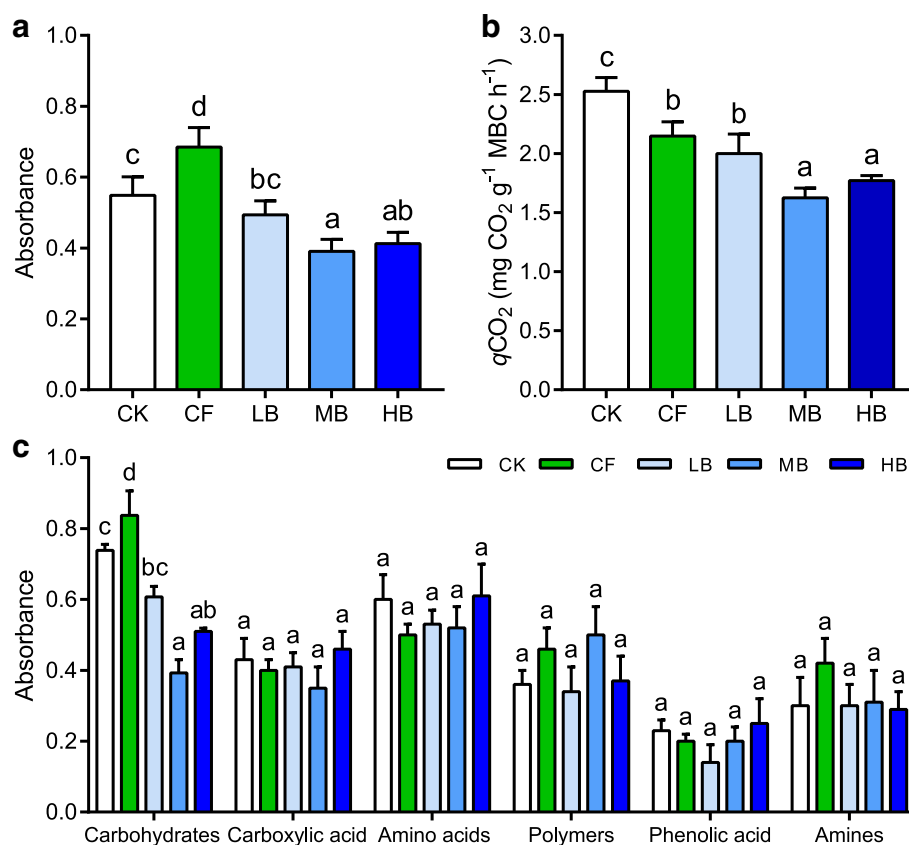 a
1.0
0.8
0.6
0.4
0.2
0.0
Absorbance
c
d
bc
a
ab
CK CF LB MB HB
b
3.0
2.5
2.0
1.5
1.0
0.5
0.0
qCO₂ (mg CO₂ g⁻¹ MBC h⁻¹)
c
b
b
a
a
CK CF LB MB HB
c
CK CF LB MB HB
1.0
0.8
0.6
0.4
0.2
0.0
Absorbance
c d bc a ab
a a a a a
a a a a a
a a a a a
a a a a a
a a a a a
Carbohydrates Carboxylic acid Amino acids Polymers Phenolic acid Amines